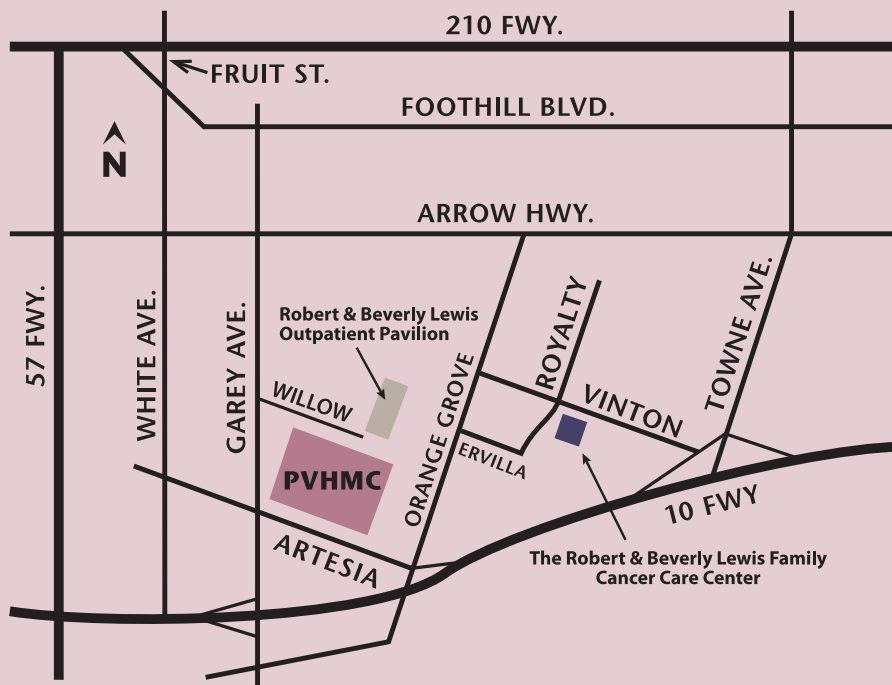 210 FWY.
FRUIT ST.
FOOTHILL BLVD.
N
ARROW HWY.
57 FWY.
WHITE AVE.
GAREY AVE.
Robert & Beverly Lewis
Outpatient Pavilion
WILLOW
PVHMC
ARTESIA
ORANGE GROVE
ERVILLA
ROYALTY
VINTON
TOWNE AVE.
10 FWY
The Robert & Beverly Lewis Family
Cancer Care Center